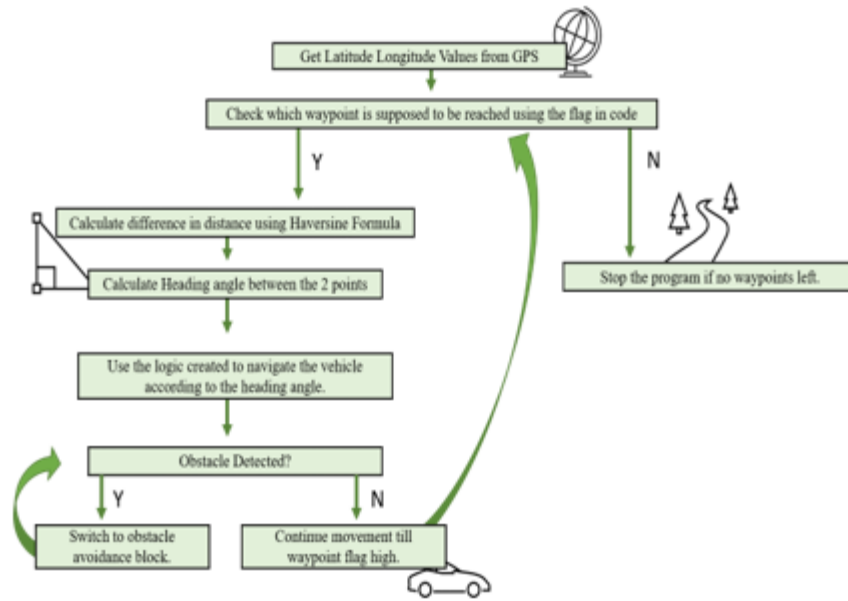 Get Latitude Longitude Values from GPS
Check which waypoint is supposed to be reached using the flag in code
Y
N
Calculate difference in distance using Haversine Formula
Calculate Heading angle between the 2 points
Stop the program if no waypoints left.
Use the logic created to navigate the vehicle
according to the heading angle.
Obstacle Detected?
Y
N
Switch to obstacle
avoidance block.
Continue movement till
waypoint flag high.